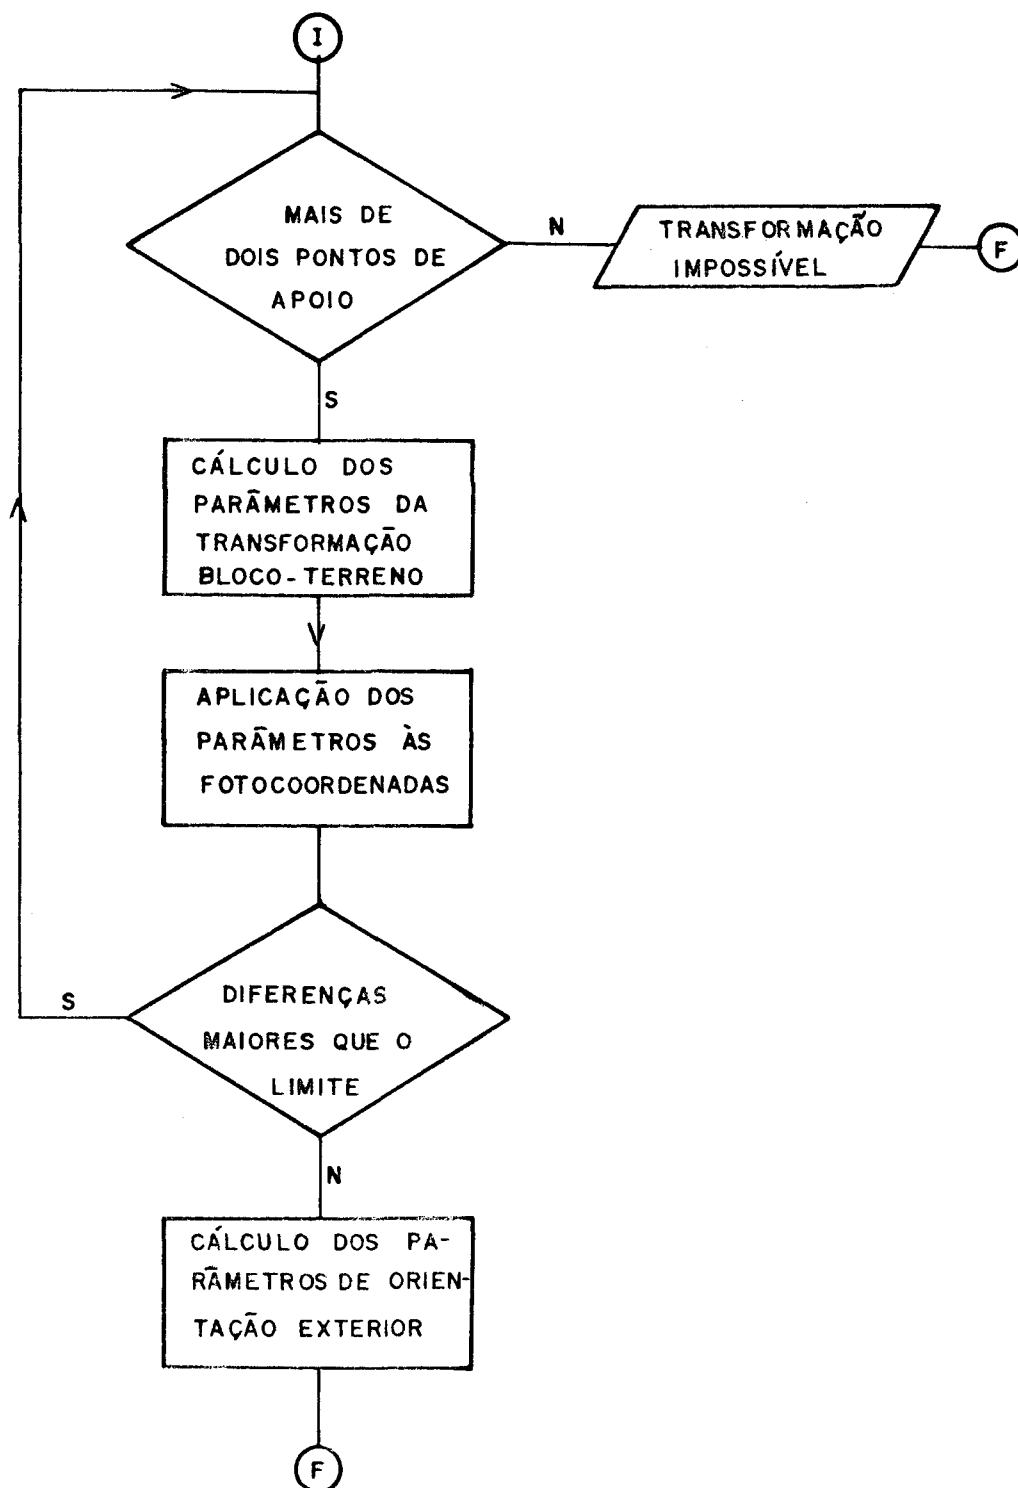 I
MAIS DE
DOIS PONTOS DE
APOIO
N
TRANSFORMAÇÃO
IMPOSSÍVEL
F
S
CÁLCULO DOS
PARÂMETROS DA
TRANSFORMAÇÃO
BLOCO-TERRENO
APLICAÇÃO DOS
PARÂMETROS ÀS
FOTOCOORDENADAS
S
DIFERENÇAS
MAIORES QUE O
LIMITE
N
CÁLCULO DOS PA-
RÂMETROS DE ORIEN-
TAÇÃO EXTERIOR
F